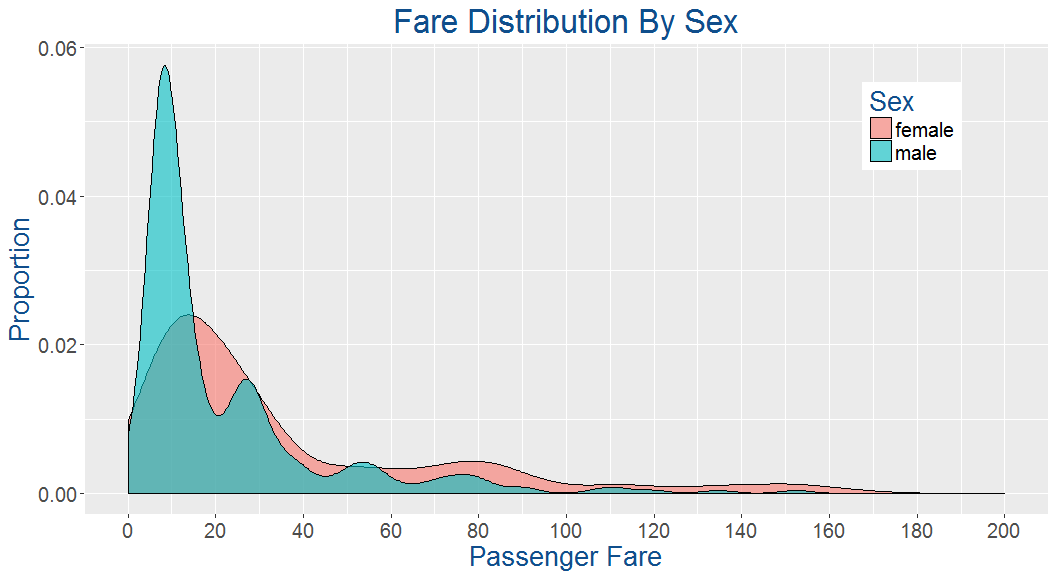 Fare Distribution By Sex
0.06
0.04
0.02
0.00
Proportion
Sex
female
male
0 20 40 60 80 100 120 140 160 180 200
Passenger Fare